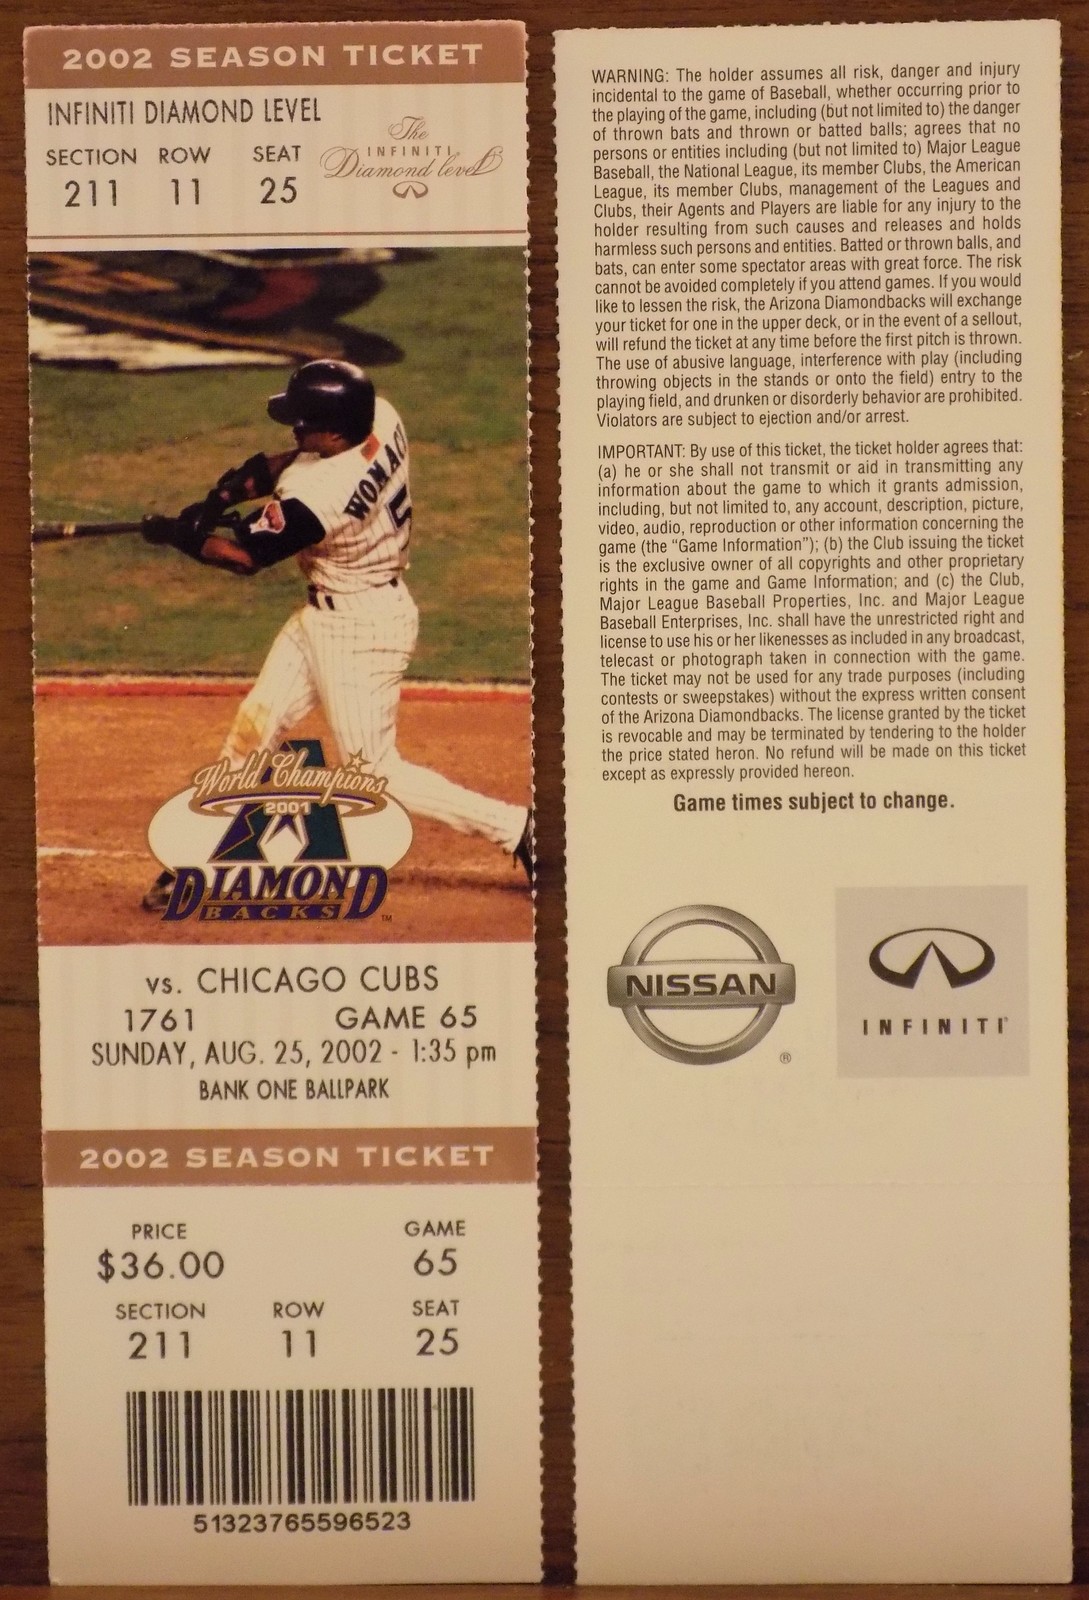 2002 SEASON TICKET
INFINITI DIAMOND LEVEL
SECTION ROW SEAT
211 11 25
The
INFINITI
Diamond level
WOMAC
5
World Champions
2001
A
DIAMOND
BACKS™
vs. CHICAGO CUBS
1761 GAME 65
SUNDAY, AUG. 25, 2002 - 1:35 pm
BANK ONE BALLPARK
2002 SEASON TICKET
PRICE GAME
$36.00 65
SECTION ROW SEAT
211 11 25
51323765596523
WARNING: The holder assumes all risk, danger and injury
incidental to the game of Baseball, whether occurring prior to
the playing of the game, including (but not limited to) the danger
of thrown bats and thrown or batted balls; agrees that no
persons or entities including (but not limited to) Major League
Baseball, the National League, its member Clubs, the American
League, its member Clubs, management of the Leagues and
Clubs, their Agents and Players are liable for any injury to the
holder resulting from such causes and releases and holds
harmless such persons and entities. Batted or thrown balls, and
bats, can enter some spectator areas with great force. The risk
cannot be avoided completely if you attend games. If you would
like to lessen the risk, the Arizona Diamondbacks will exchange
your ticket for one in the upper deck, or in the event of a sellout,
will refund the ticket at any time before the first pitch is thrown.
The use of abusive language, interference with play (including
throwing objects in the stands or onto the field) entry to the
playing field, and drunken or disorderly behavior are prohibited.
Violators are subject to ejection and/or arrest.
IMPORTANT: By use of this ticket, the ticket holder agrees that:
(a) he or she shall not transmit or aid in transmitting any
information about the game to which it grants admission,
including, but not limited to, any account, description, picture,
video, audio, reproduction or other information concerning the
game (the “Game Information”); (b) the Club issuing the ticket
is the exclusive owner of all copyrights and other proprietary
rights in the game and Game Information; and (c) the Club,
Major League Baseball Properties, Inc. and Major League
Baseball Enterprises, Inc. shall have the unrestricted right and
license to use his or her likenesses as included in any broadcast,
telecast or photograph taken in connection with the game.
The ticket may not be used for any trade purposes (including
contests or sweepstakes) without the express written consent
of the Arizona Diamondbacks. The license granted by the ticket
is revocable and may be terminated by tendering to the holder
the price stated heron. No refund will be made on this ticket
except as expressly provided hereon.
Game times subject to change.
NISSAN
®
INFINITI